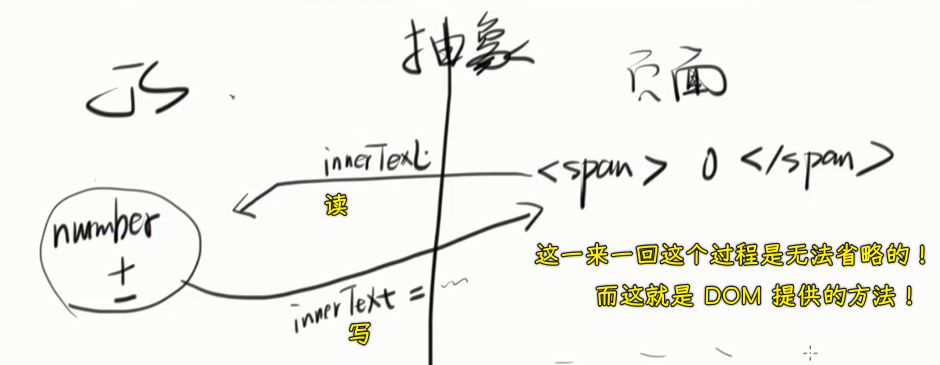 JS
抽象
页面
innerText
<span> 0 </span>
读
number
+
-
这一来一回这个过程是无法省略的！
innerText = ~
而这就是 DOM 提供的方法！
写